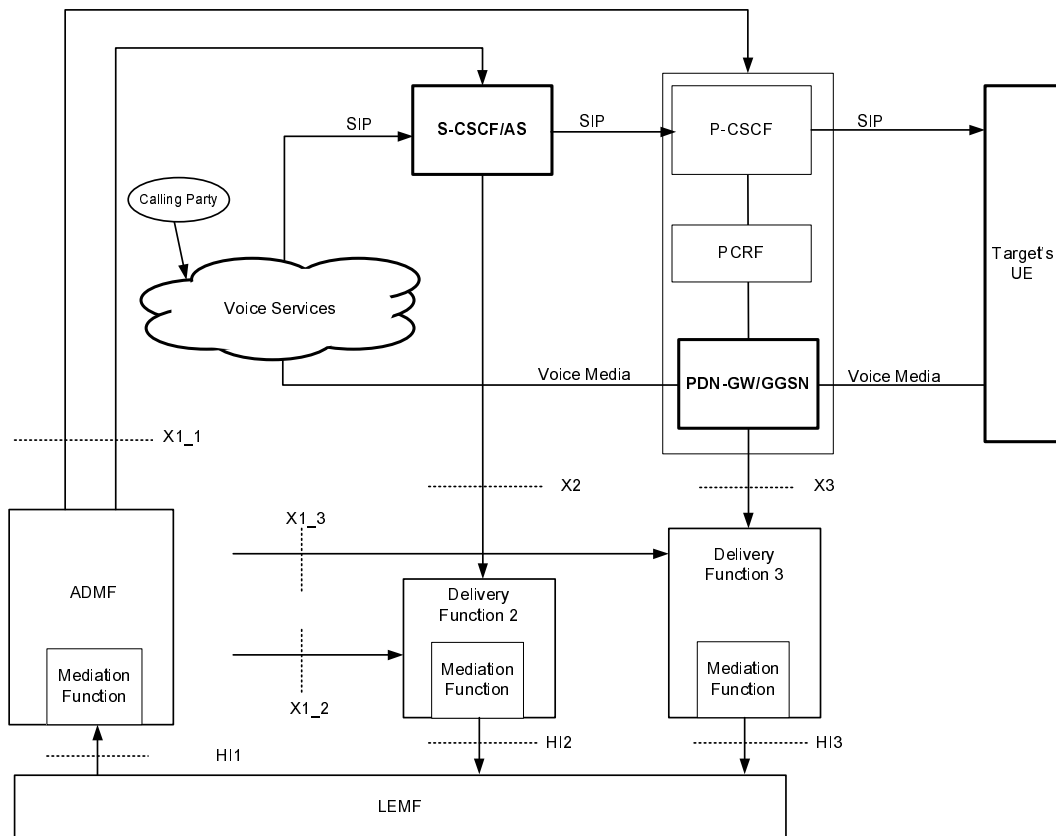 SIP
S-CSCF/AS
SIP
P-CSCF
SIP
Calling Party
PCRF
Target's
UE
Voice Services
Voice Media
PDN-GW/GGSN
Voice Media
X1_1
X2
X3
X1_3
ADMF
Delivery
Function 2
Delivery
Function 3
Mediation
Function
Mediation
Function
Mediation
Function
X1_2
HI1
HI2
HI3
LEMF